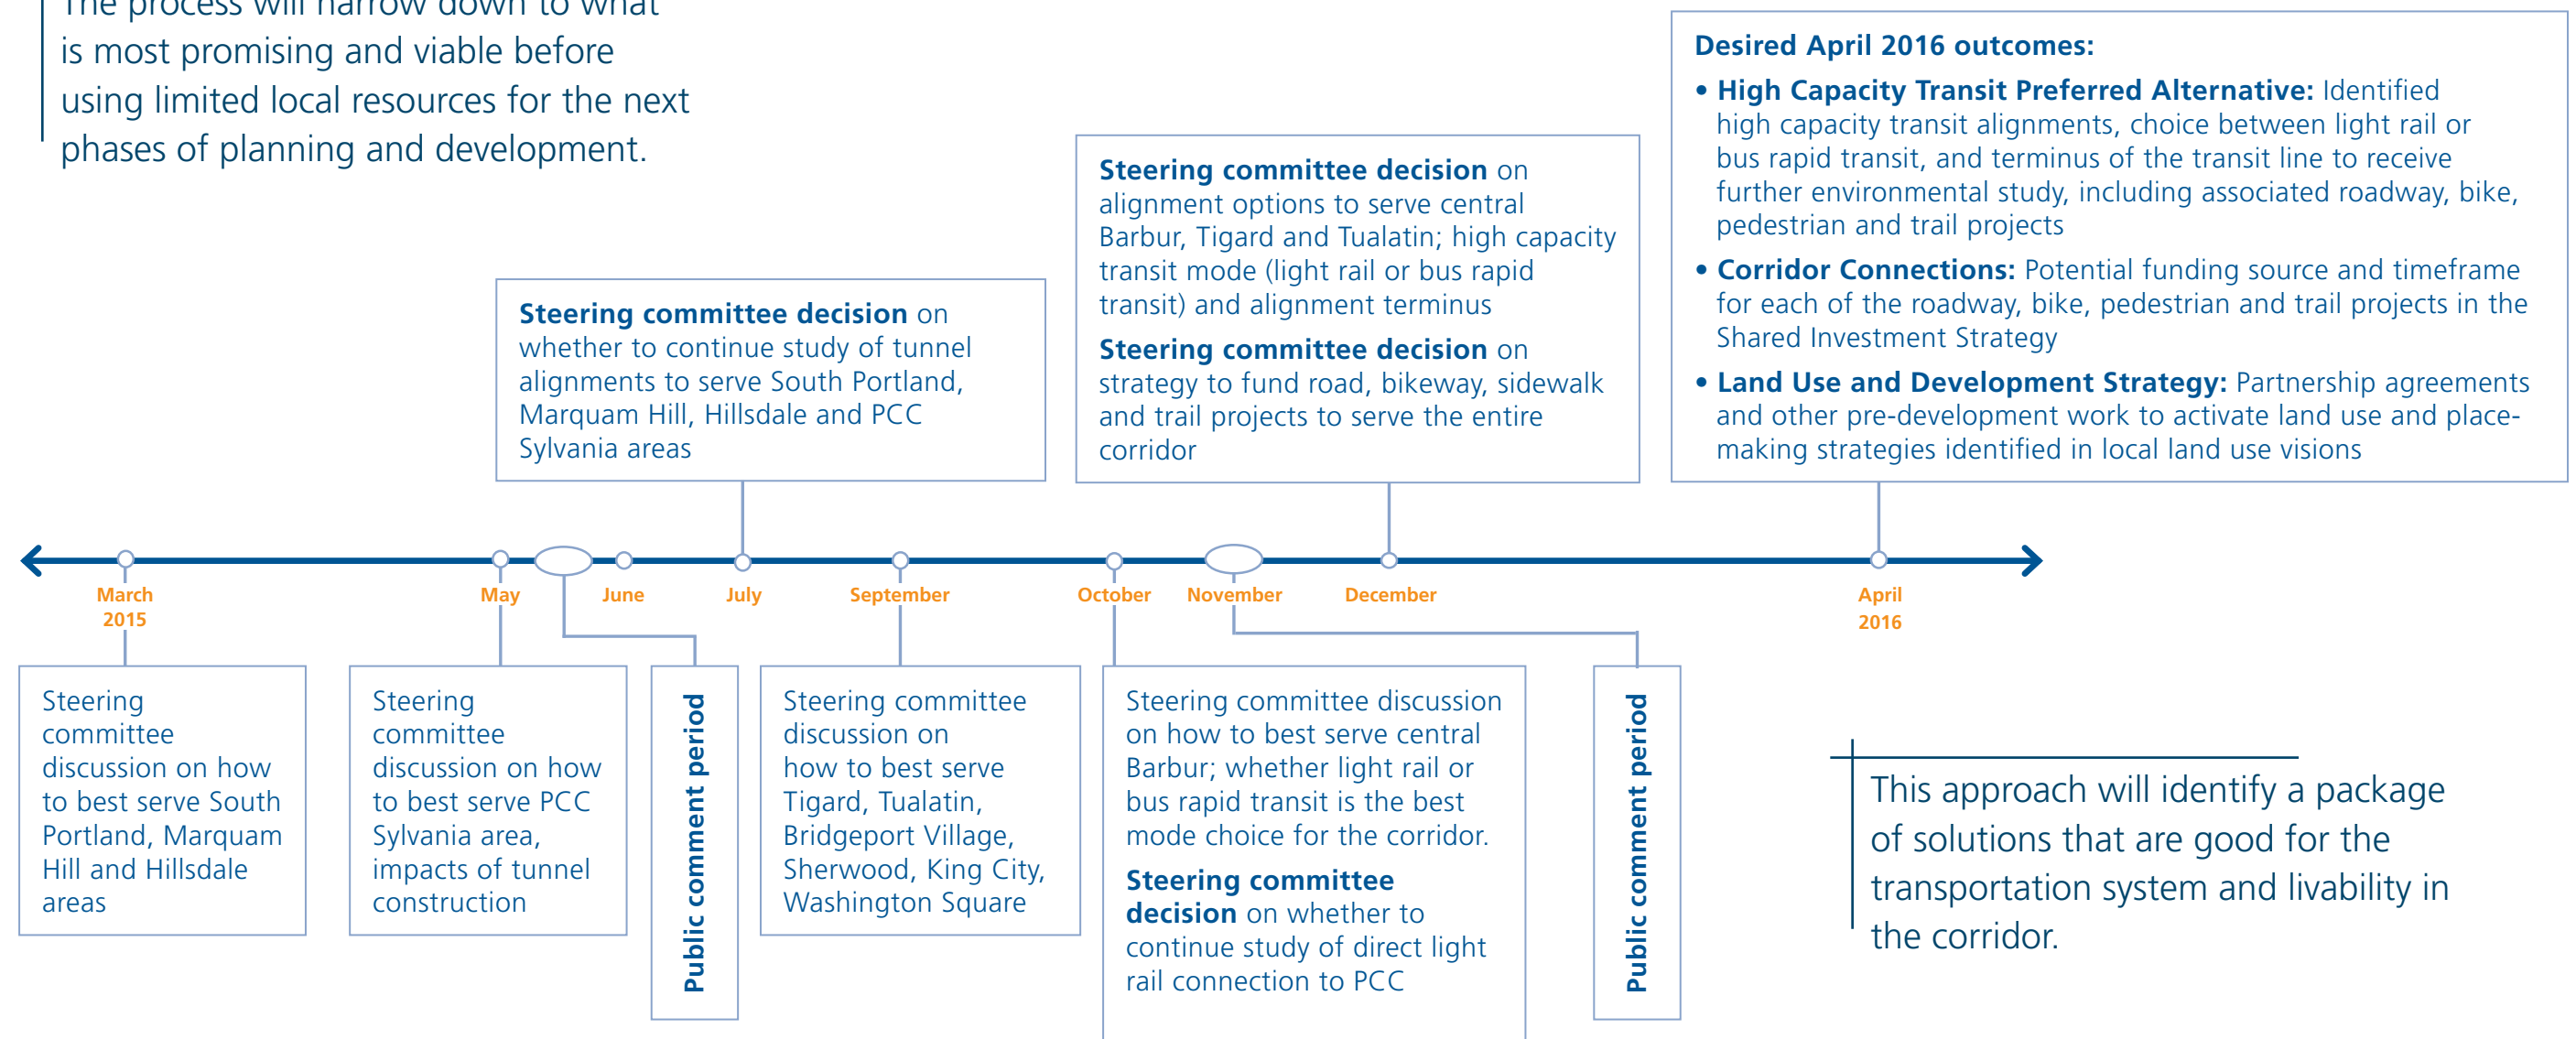 The process will narrow down to what
is most promising and viable before
using limited local resources for the next
phases of planning and development.
Steering committee decision on
whether to continue study of tunnel
alignments to serve South Portland,
Marquam Hill, Hillsdale and PCC
Sylvania areas
Steering committee decision on
alignment options to serve central
Barbur, Tigard and Tualatin; high capacity
transit mode (light rail or bus rapid
transit) and alignment terminus
Steering committee decision on
strategy to fund road, bikeway, sidewalk
and trail projects to serve the entire
corridor
Desired April 2016 outcomes:
• High Capacity Transit Preferred Alternative: Identified
high capacity transit alignments, choice between light rail or
bus rapid transit, and terminus of the transit line to receive
further environmental study, including associated roadway, bike,
pedestrian and trail projects
• Corridor Connections: Potential funding source and timeframe
for each of the roadway, bike, pedestrian and trail projects in the
Shared Investment Strategy
• Land Use and Development Strategy: Partnership agreements
and other pre-development work to activate land use and place-
making strategies identified in local land use visions
March
2015
May
June
July
September
October
November
December
April
2016
Steering
committee
discussion on how
to best serve South
Portland, Marquam
Hill and Hillsdale
areas
Steering
committee
discussion on how
to best serve PCC
Sylvania area,
impacts of tunnel
construction
Public comment period
Steering committee
discussion on
how to best serve
Tigard, Tualatin,
Bridgeport Village,
Sherwood, King City,
Washington Square
Steering committee discussion
on how to best serve central
Barbur; whether light rail or
bus rapid transit is the best
mode choice for the corridor.
Steering committee
decision on whether to
continue study of direct light
rail connection to PCC
Public comment period
This approach will identify a package
of solutions that are good for the
transportation system and livability in
the corridor.